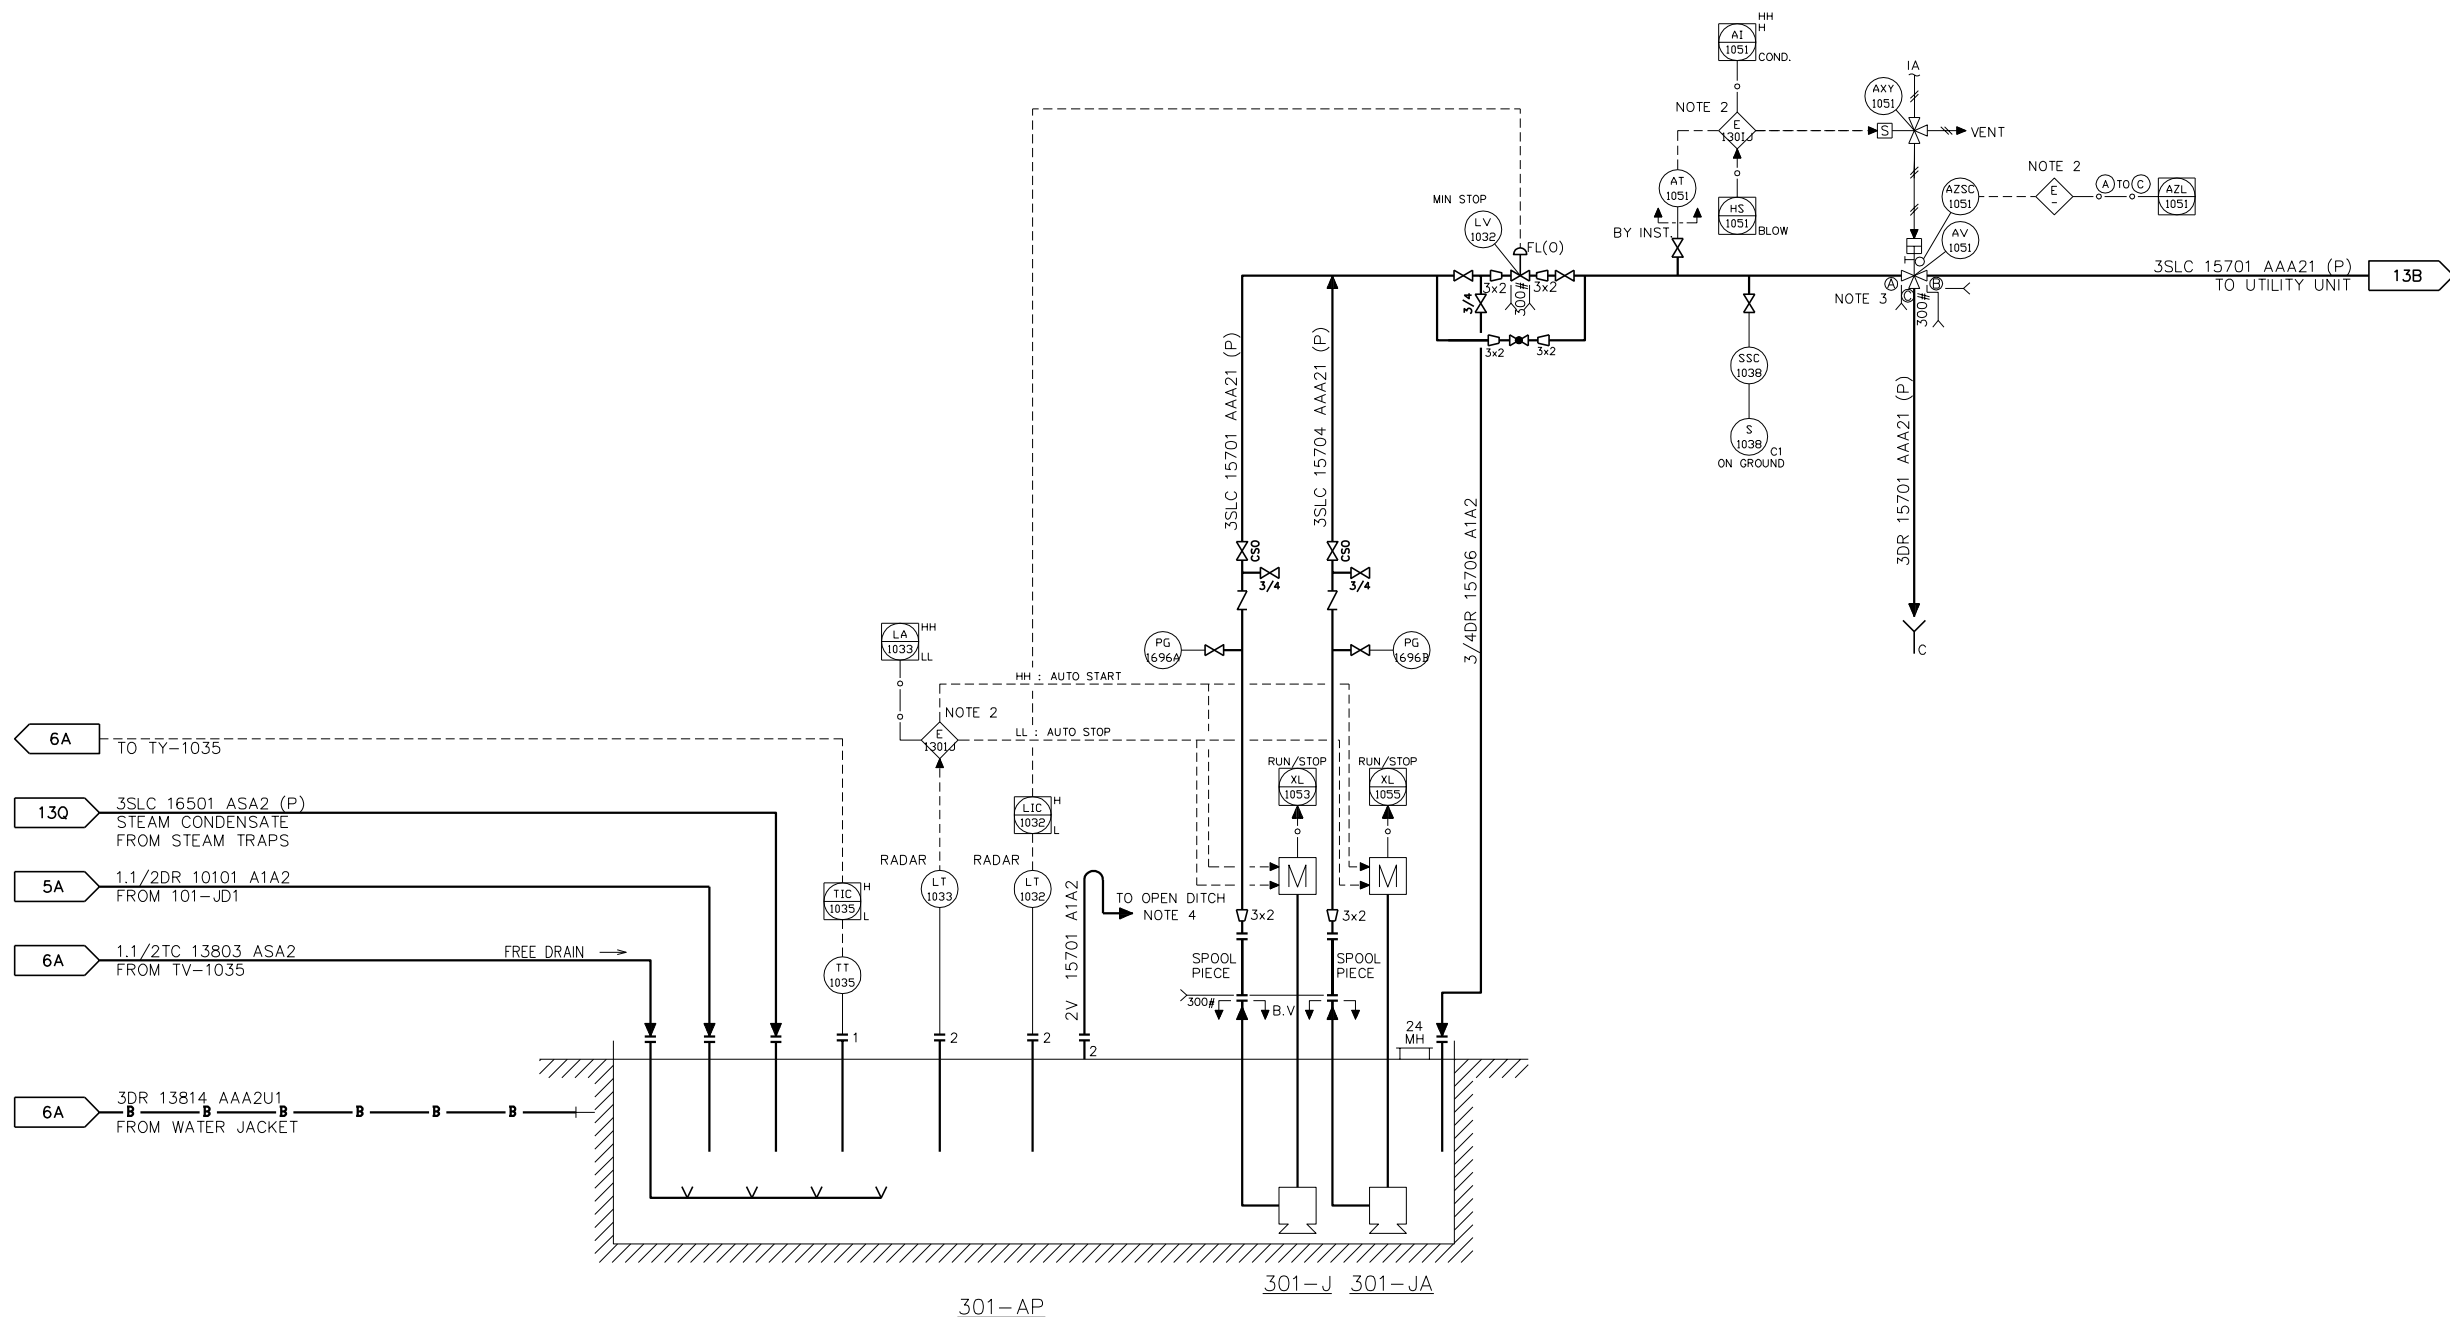 HH
H
AI
1051
COND.
IA
AXY
1051
NOTE 2
E
1301J
S
VENT
NOTE 2
AT
1051
HS
1051
BLOW
BY INST.
AZSC
1051
E
-
A TO C
AZL
1051
MIN STOP
LV
1032
FL(O)
AV
1051
3SLC 15701 AAA21 (P)
TO UTILITY UNIT
13B
3x2
3x2
300#
3/4
A
B
C
NOTE 3
300#
3x2
3x2
SSC
1038
S
1038
C1
ON GROUND
3SLC 15701 AAA21 (P)
3SLC 15704 AAA21 (P)
3/4DR 15706 A1A2
3DR 15701 AAA21 (P)
C
CSO
CSO
3/4
3/4
PG
1696A
PG
1696B
LA
1033
HH
LL
HH : AUTO START
NOTE 2
E
1301J
LL : AUTO STOP
6A
TO TY-1035
RUN/STOP
RUN/STOP
XL
1053
XL
1055
13Q
3SLC 16501 ASA2 (P)
STEAM CONDENSATE
FROM STEAM TRAPS
LIC
1032
H
L
RADAR
RADAR
M
M
5A
1.1/2DR 10101 A1A2
FROM 101-JD1
TIC
1035
H
L
LT
1033
LT
1032
2V 15701 A1A2
TO OPEN DITCH
NOTE 4
3x2
3x2
6A
1.1/2TC 13803 ASA2
FROM TV-1035
FREE DRAIN
TT
1035
SPOOL
PIECE
SPOOL
PIECE
300#
B.V
24
MH
1
2
2
2
6A
3DR 13814 AAA2U1
B B B B B B
FROM WATER JACKET
301-J
301-JA
301-AP